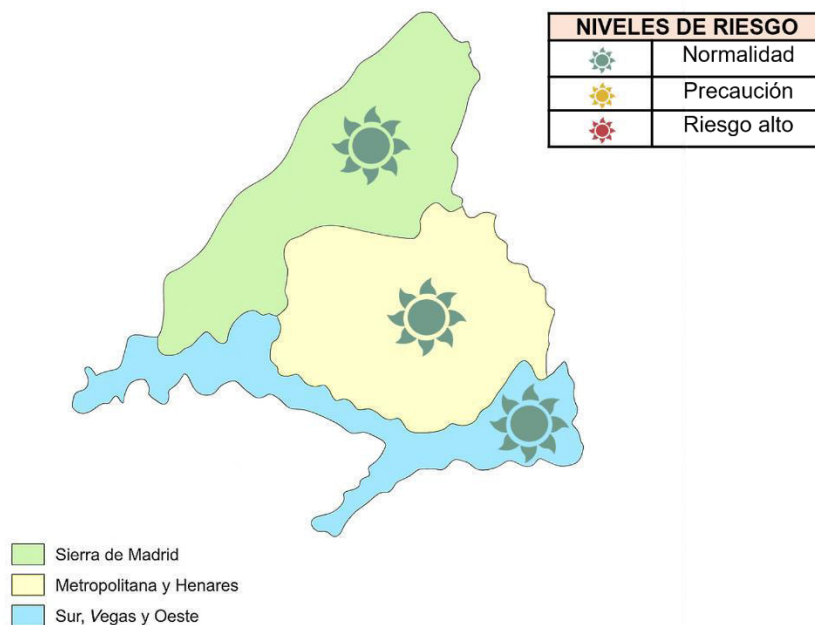 NIVELES DE RIESGO
Normalidad
Precaución
Riesgo alto
Sierra de Madrid
Metropolitana y Henares
Sur, Vegas y Oeste